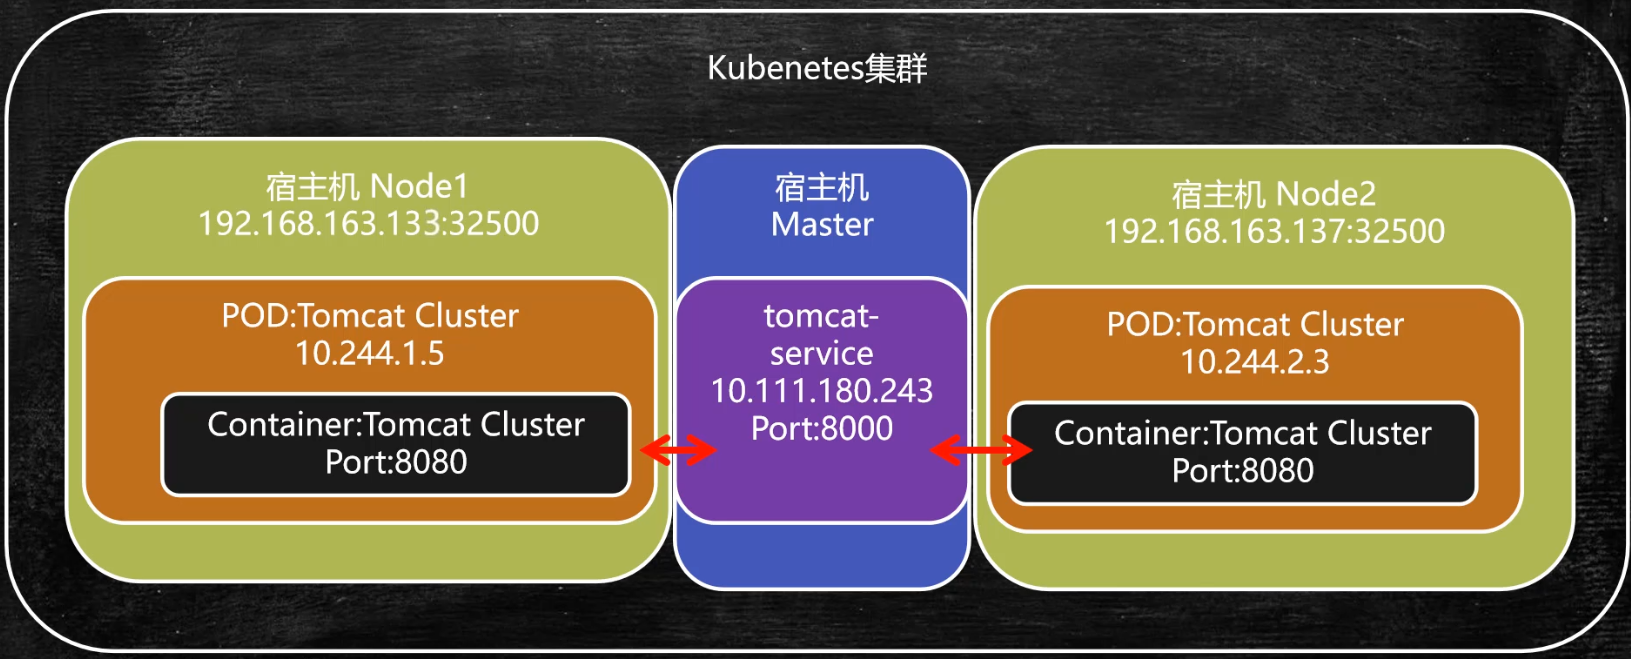 Kubenetes集群
宿主机 Node1
192.168.163.133:32500
POD:Tomcat Cluster
10.244.1.5
Container:Tomcat Cluster
Port:8080
宿主机
Master
tomcat-
service
10.111.180.243
Port:8000
宿主机 Node2
192.168.163.137:32500
POD:Tomcat Cluster
10.244.2.3
Container:Tomcat Cluster
Port:8080